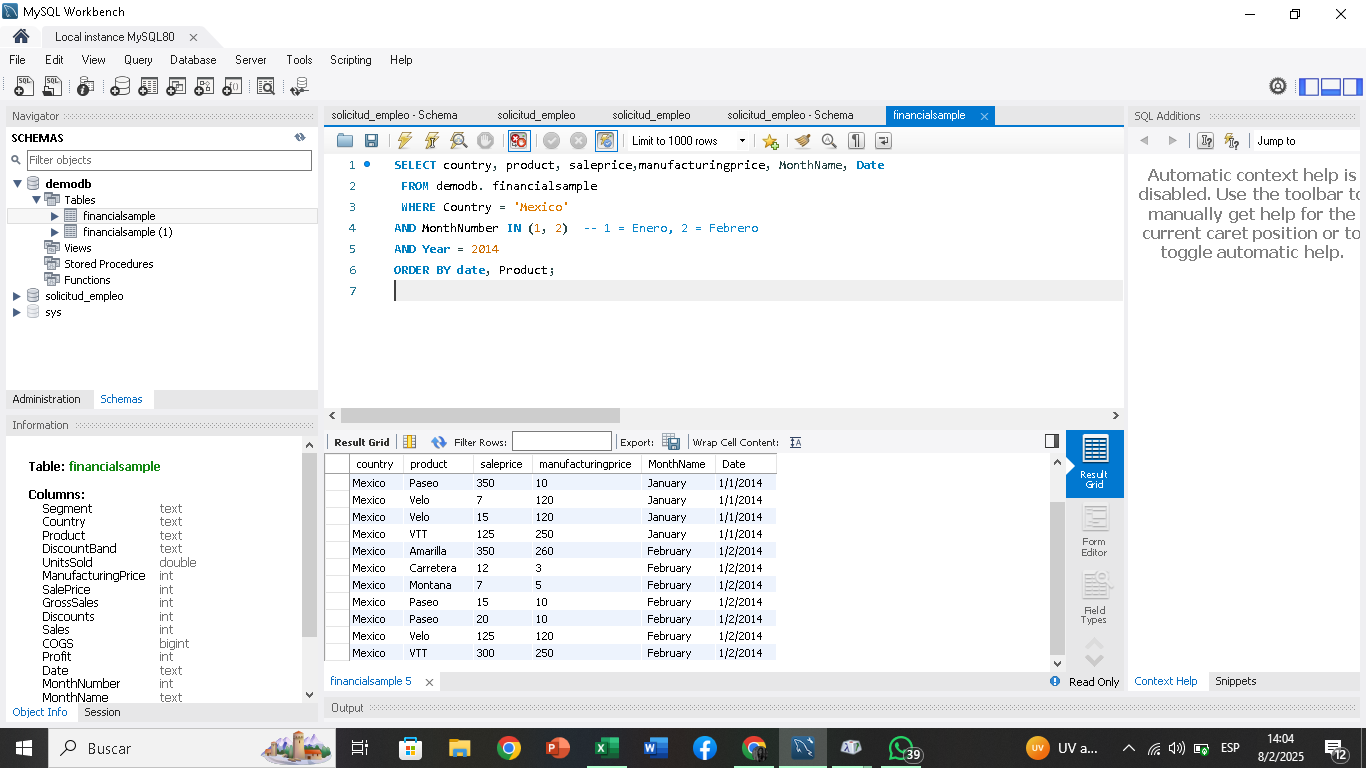 MySQL Workbench
Local instance MySQL80
File Edit View Query Database Server Tools Scripting Help
Navigator
SCHEMAS
Filter objects
demodb
Tables
financialsample
financialsample (1)
Views
Stored Procedures
Functions
solicitud_empleo
sys
Administration Schemas
Information
Table: financialsample
Columns:
Segment text
Country text
Product text
DiscountBand text
UnitsSold double
ManufacturingPrice int
SalePrice int
GrossSales int
Discounts int
Sales int
COGS bigint
Profit int
Date text
MonthNumber int
MonthName text
Object Info Session
solicitud_empleo - Schema solicitud_empleo solicitud_empleo solicitud_empleo - Schema financialsample
Limit to 1000 rows
1 SELECT country, product, saleprice,manufacturingprice, MonthName, Date
2 FROM demodb. financialsample
3 WHERE Country = 'Mexico'
4 AND MonthNumber IN (1, 2) -- 1 = Enero, 2 = Febrero
5 AND Year = 2014
6 ORDER BY date, Product;
7
Result Grid Filter Rows: Export: Wrap Cell Content:
country product saleprice manufacturingprice MonthName Date
Mexico Paseo 350 10 January 1/1/2014
Mexico Velo 7 120 January 1/1/2014
Mexico Velo 15 120 January 1/1/2014
Mexico VTT 125 250 January 1/1/2014
Mexico Amarilla 350 260 February 1/2/2014
Mexico Carretera 12 3 February 1/2/2014
Mexico Montana 7 5 February 1/2/2014
Mexico Paseo 15 10 February 1/2/2014
Mexico Paseo 20 10 February 1/2/2014
Mexico Velo 125 120 February 1/2/2014
Mexico VTT 300 250 February 1/2/2014
Result
Grid
Form
Editor
Field
Types
financialsample 5
Read Only
Output
SQL Additions
Jump to
Automatic context help is
disabled. Use the toolbar to
manually get help for the
current caret position or to
toggle automatic help.
Context Help Snippets
Buscar
39
UV a...
ESP
14:04
8/2/2025
12